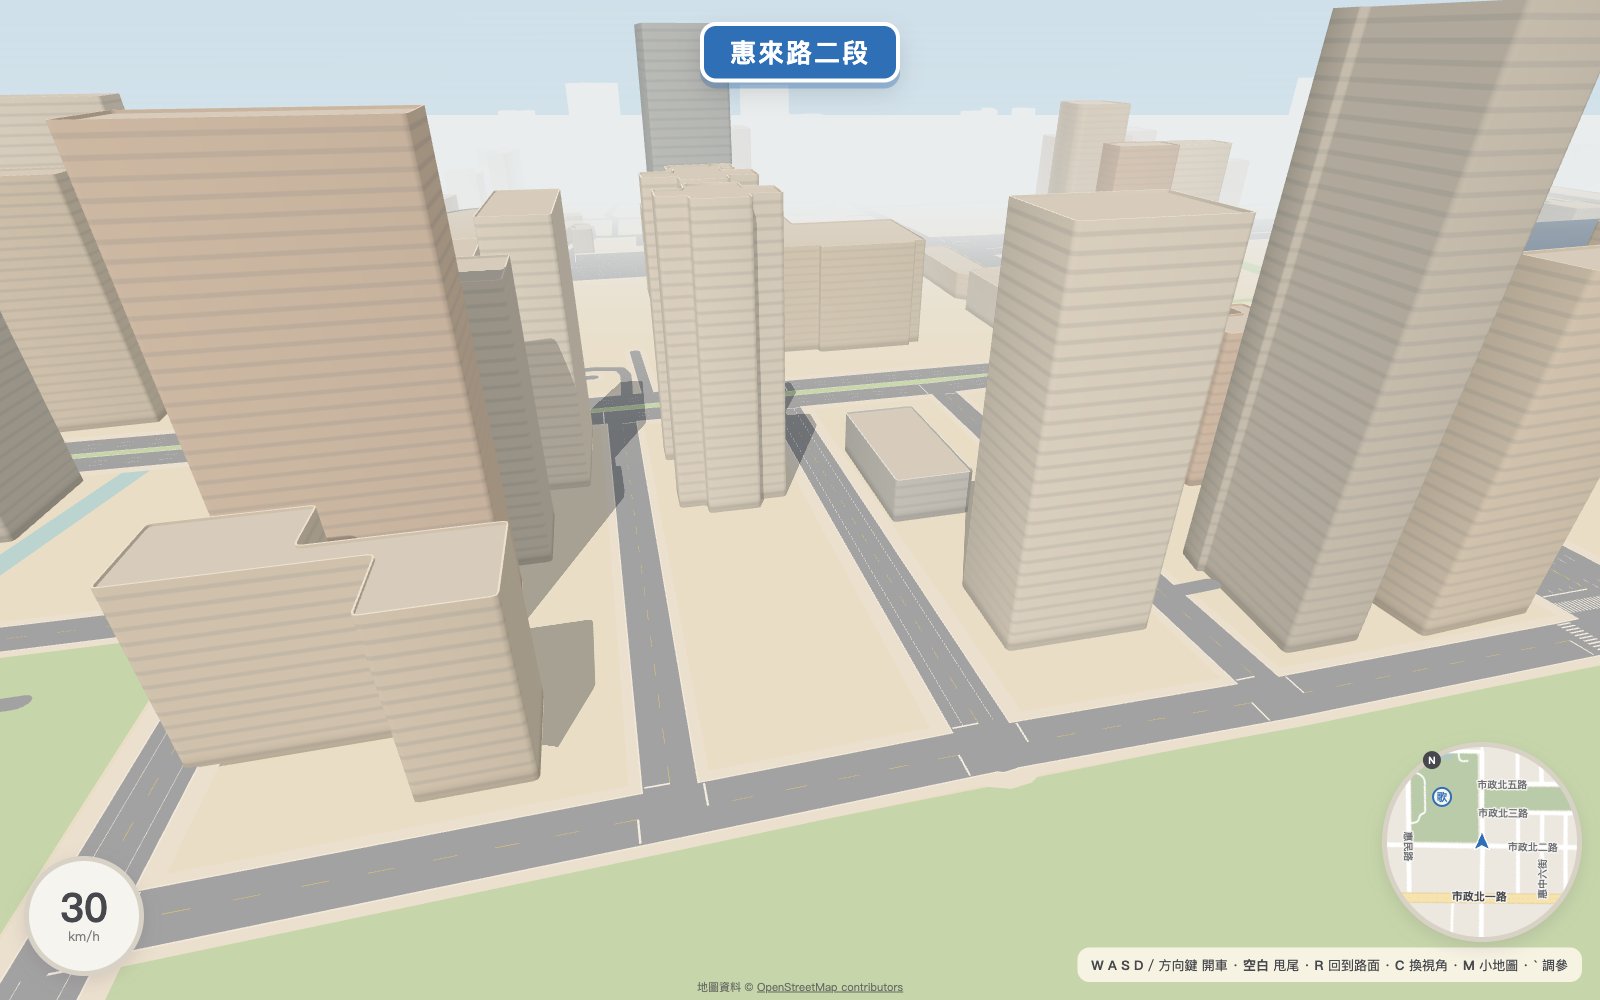 惠來路二段
N
市政北五路
歌
市政北三路
惠民路
市政北二路
惠中六街
市政北一路
30
km/h
W A S D / 方向鍵 開車 · 空白 甩尾 · R 回到路面 · C 換視角 · M 小地圖 · ` 調參
地圖資料 © OpenStreetMap contributors